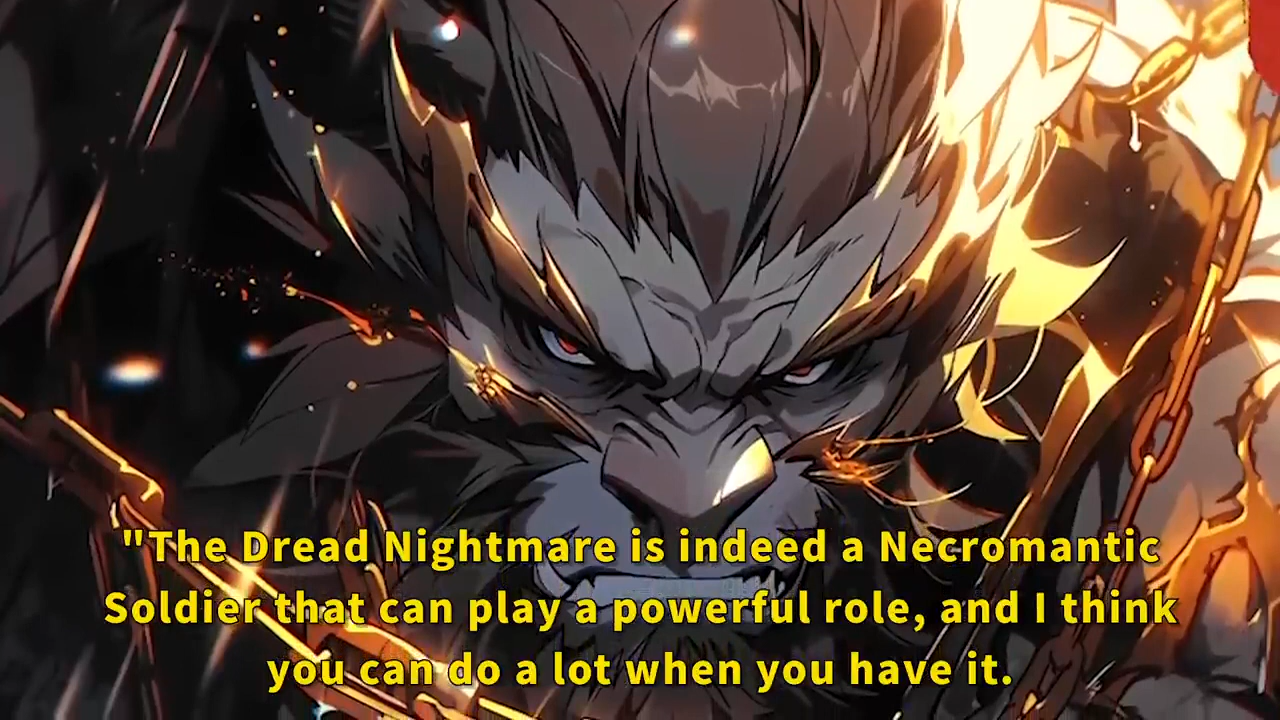 "The Dread Nightmare is indeed a Necromantic
Soldier that can play a powerful role, and I think
you can do a lot when you have it.